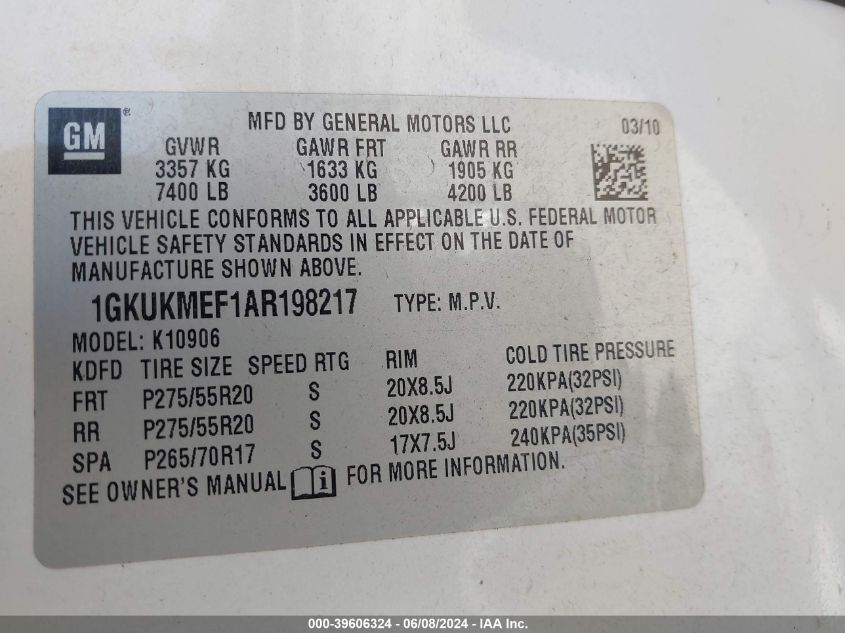 GM ®
MFD BY GENERAL MOTORS LLC 03/10
GVWR GAWR FRT GAWR RR
3357 KG 1633 KG 1905 KG
7400 LB 3600 LB 4200 LB
THIS VEHICLE CONFORMS TO ALL APPLICABLE U.S. FEDERAL MOTOR
VEHICLE SAFETY STANDARDS IN EFFECT ON THE DATE OF
MANUFACTURE SHOWN ABOVE.
1GKUKMEF1AR198217 TYPE: M.P.V.
MODEL: K10906
KDFD TIRE SIZE SPEED RTG RIM COLD TIRE PRESSURE
FRT P275/55R20 S 20X8.5J 220KPA(32PSI)
RR P275/55R20 S 20X8.5J 220KPA(32PSI)
SPA P265/70R17 S 17X7.5J 240KPA(35PSI)
SEE OWNER'S MANUAL i FOR MORE INFORMATION.
000-39606324 - 06/08/2024 - IAA Inc.